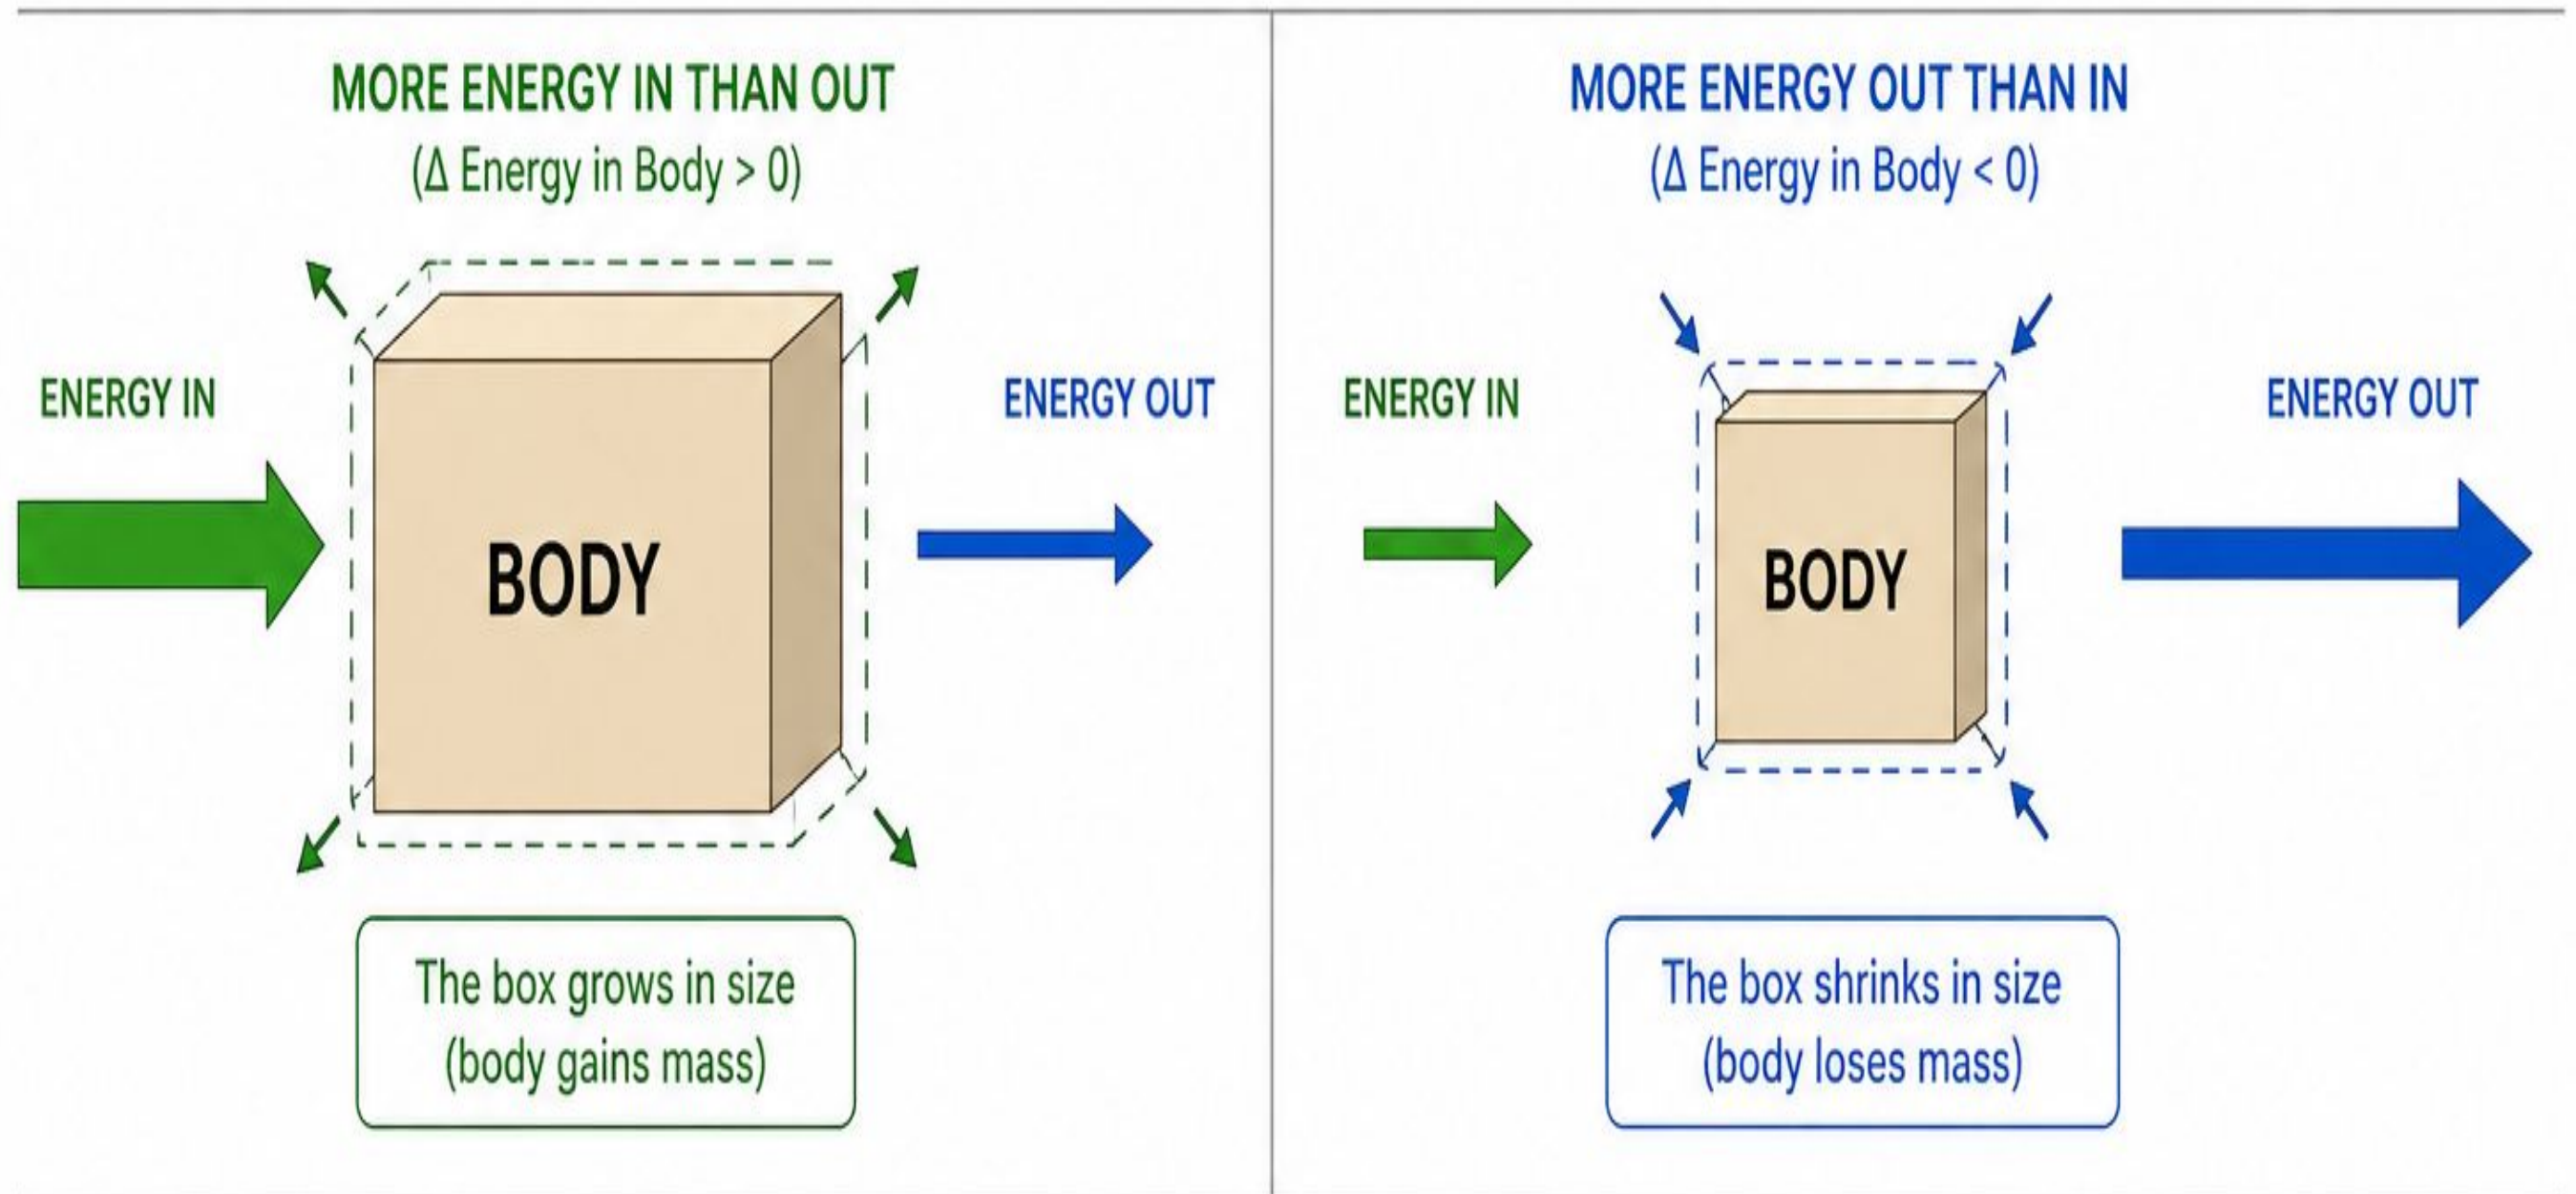 MORE ENERGY IN THAN OUT
(Δ Energy in Body > 0)
ENERGY IN
BODY
ENERGY OUT
The box grows in size
(body gains mass)
MORE ENERGY OUT THAN IN
(Δ Energy in Body < 0)
ENERGY IN
BODY
ENERGY OUT
The box shrinks in size
(body loses mass)